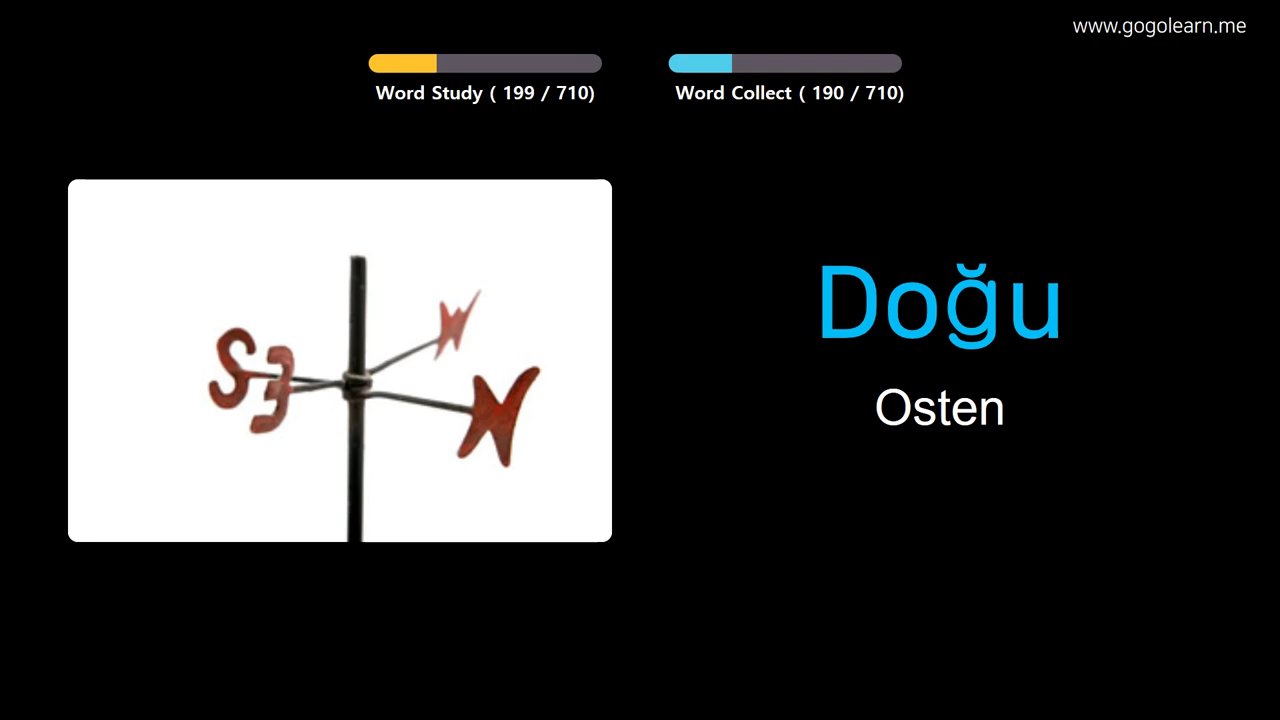 www.gogolearn.me
Word Study ( 199 / 710)
Word Collect ( 190 / 710)
S
E
W
N
Doğu
Osten